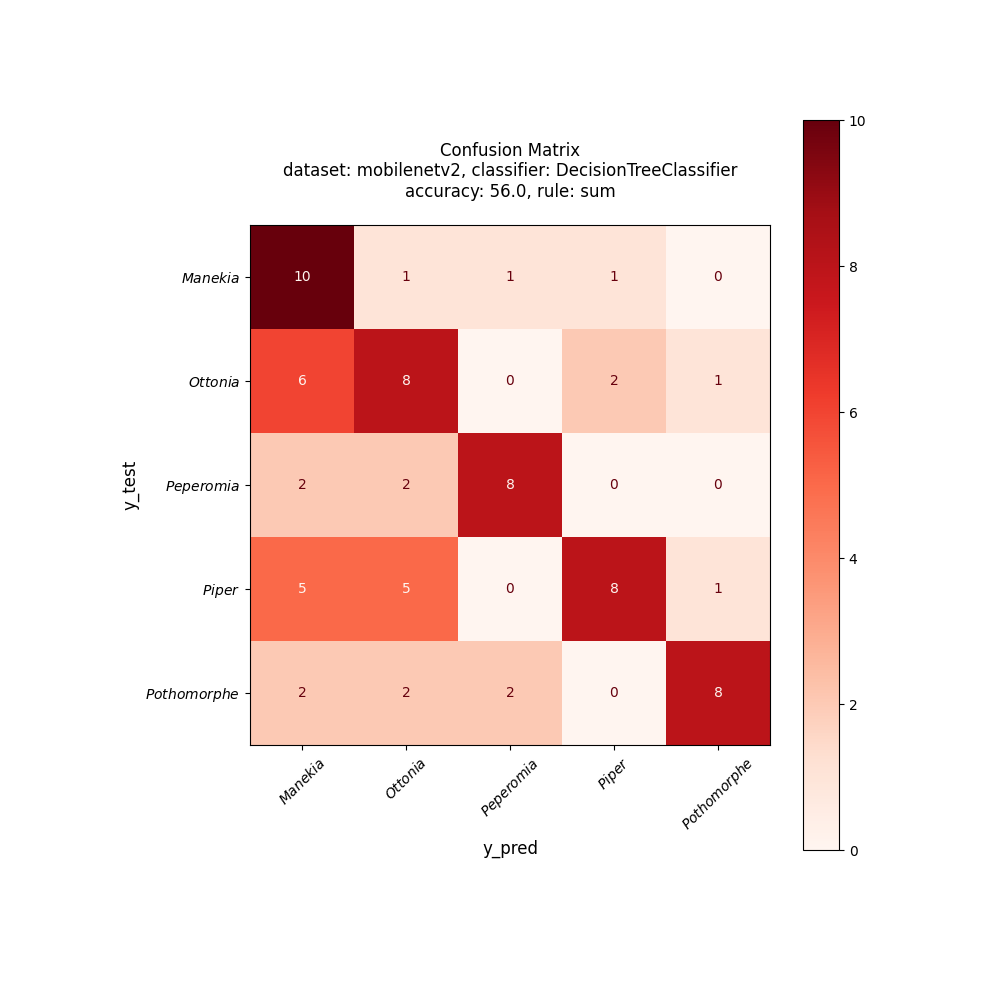 Confusion Matrix
dataset: mobilenetv2, classifier: DecisionTreeClassifier
accuracy: 56.0, rule: sum
y_test
Manekia 10 1 1 1 0
Ottonia 6 8 0 2 1
Peperomia 2 2 8 0 0
Piper 5 5 0 8 1
Pothomorphe 2 2 2 0 8
Manekia Ottonia Peperomia Piper Pothomorphe
y_pred
10
8
6
4
2
0